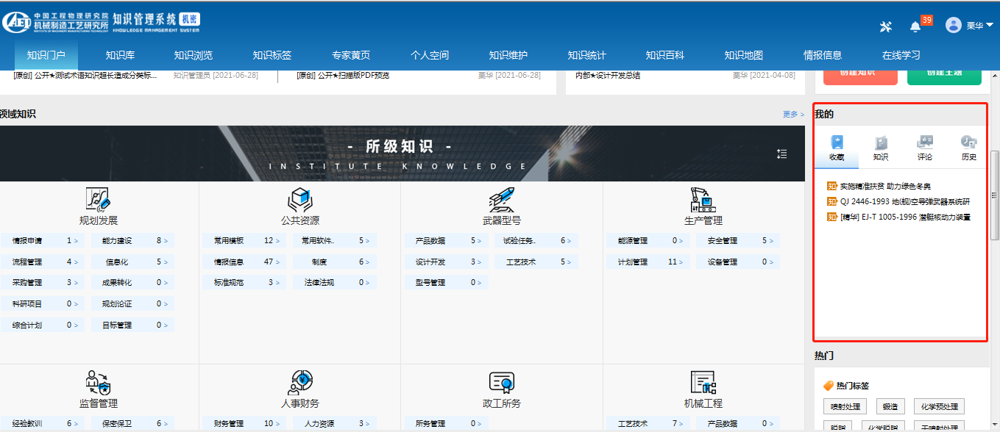 中国工程物理研究院 知识管理系统 机密
机械制造工艺研究所 KNOWLEDGE MANAGEMENT SYSTEM
39 栗华
知识门户 知识库 知识浏览 知识标签 专家黄页 个人空间 知识维护 知识统计 知识百科 知识地图 情报信息 在线学习
[原创] 公开★测试术语知识超长造成分类标... 知识管理员 [2021-06-28] [原创] 公开★扫描版PDF预览 栗华 [2021-06-28] 内部★设计开发总结 栗华 [2021-04-08] 创建知识 创建主题
领域知识 更多 > 我的
- 所级知识 -
INSTITUTE KNOWLEDGE
收藏 知识 评论 历史
知 实施精准扶贫 助力绿色冬奥
知 QJ 2446-1993 地(舰)空导弹武器系统研
知 [精华] EJ-T 1005-1996 潜艇核动力装置
规划发展 公共资源 武器型号 生产管理
情报申请 1 > 能力建设 8 > 常用模板 12 > 常用软件.. 5 > 产品数据 5 > 试验任务.. 6 > 能源管理 0 > 安全管理 5 >
流程管理 4 > 信息化 5 > 情报信息 47 > 制度 6 > 设计开发 3 > 工艺技术 5 > 计划管理 11 > 设备管理 0 >
采购管理 3 > 成果转化 0 > 标准规范 3 > 法律法规 0 > 型号管理 0 >
科研项目 0 > 规划论证 0 >
综合计划 0 > 目标管理 0 >
热门
热门标签
监督管理 人事财务 政工所务 机械工程
喷射处理 锻造 化学预处理
经验教训 6 > 保密保卫 6 > 财务管理 10 > 人力资源 3 > 所务管理 0 > 工艺技术 7 > 产品数据 0 >
脱脂 化学脱脂 干喷射处理